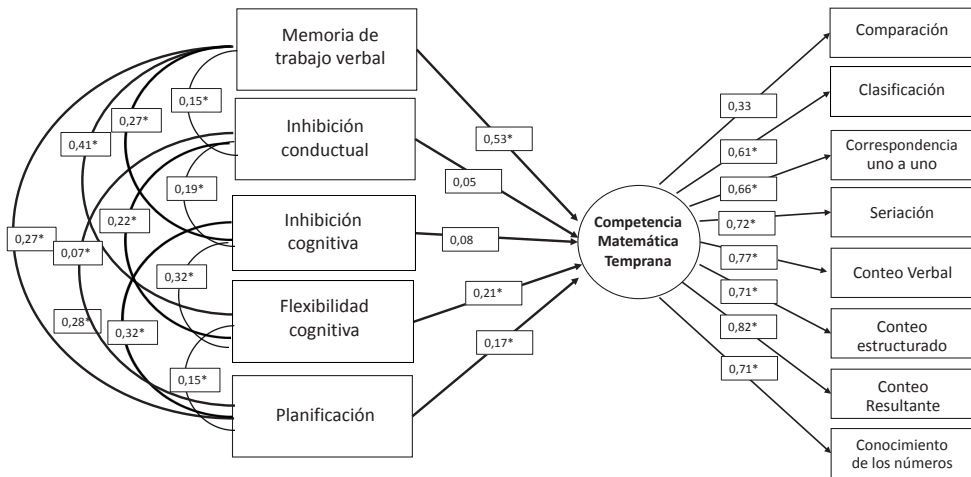 Memoria de
trabajo verbal
Inhibición
conductual
Inhibición
cognitiva
Flexibilidad
cognitiva
Planificación
0,15*
0,27*
0,41*
0,19*
0,22*
0,27*
0,07*
0,32*
0,28*
0,32*
0,15*
0,53*
0,05
0,08
0,21*
0,17*
Competencia
Matemática
Temprana
0,33
0,61*
0,66*
0,72*
0,77*
0,71*
0,82*
0,71*
Comparación
Clasificación
Correspondencia
uno a uno
Seriación
Conteo Verbal
Conteo
estructurado
Conteo
Resultante
Conocimiento
de los números